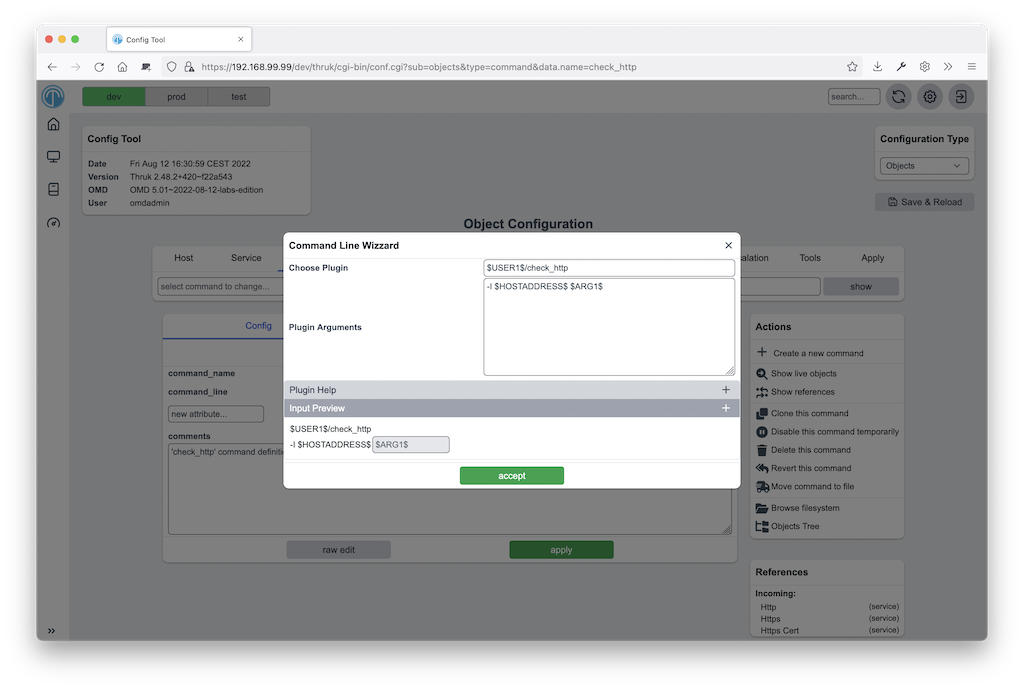 Config Tool
https://192.168.99.99/dev/thruk/cgi-bin/conf.cgi?sub=objects&type=command&data.name=check_http
dev prod test
search...
Config Tool
Date Fri Aug 12 16:30:59 CEST 2022
Version Thruk 2.48.2+420~f22a543
OMD OMD 5.01~2022-08-12-labs-edition
User omdadmin
Configuration Type
Objects
Save & Reload
Object Configuration
Host Service
alation Tools Apply
select command to change...
show
Command Line Wizzard
Choose Plugin $USER1$/check_http
Plugin Arguments
-I $HOSTADDRESS$ $ARG1$
Plugin Help
Input Preview
$USER1$/check_http
-I $HOSTADDRESS$ $ARG1$
accept
Config
command_name
command_line
new attribute...
comments
'check_http' command definiti
raw edit
apply
Actions
Create a new command
Show live objects
Show references
Clone this command
Disable this command temporarily
Delete this command
Revert this command
Move command to file
Browse filesystem
Objects Tree
References
Incoming:
Http (service)
Https (service)
Https Cert (service)